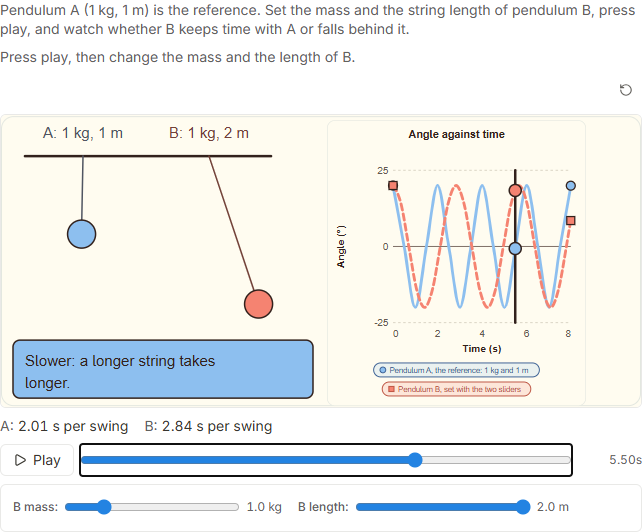 Pendulum A (1 kg, 1 m) is the reference. Set the mass and the string length of pendulum B, press
play, and watch whether B keeps time with A or falls behind it.
Press play, then change the mass and the length of B.
A: 1 kg, 1 m
B: 1 kg, 2 m
Slower: a longer string takes
longer.
Angle against time
25
0
-25
Angle (°)
0 2 4 6 8
Time (s)
Pendulum A, the reference: 1 kg and 1 m
Pendulum B, set with the two sliders
A: 2.01 s per swing B: 2.84 s per swing
Play
5.50s
B mass: 1.0 kg B length: 2.0 m